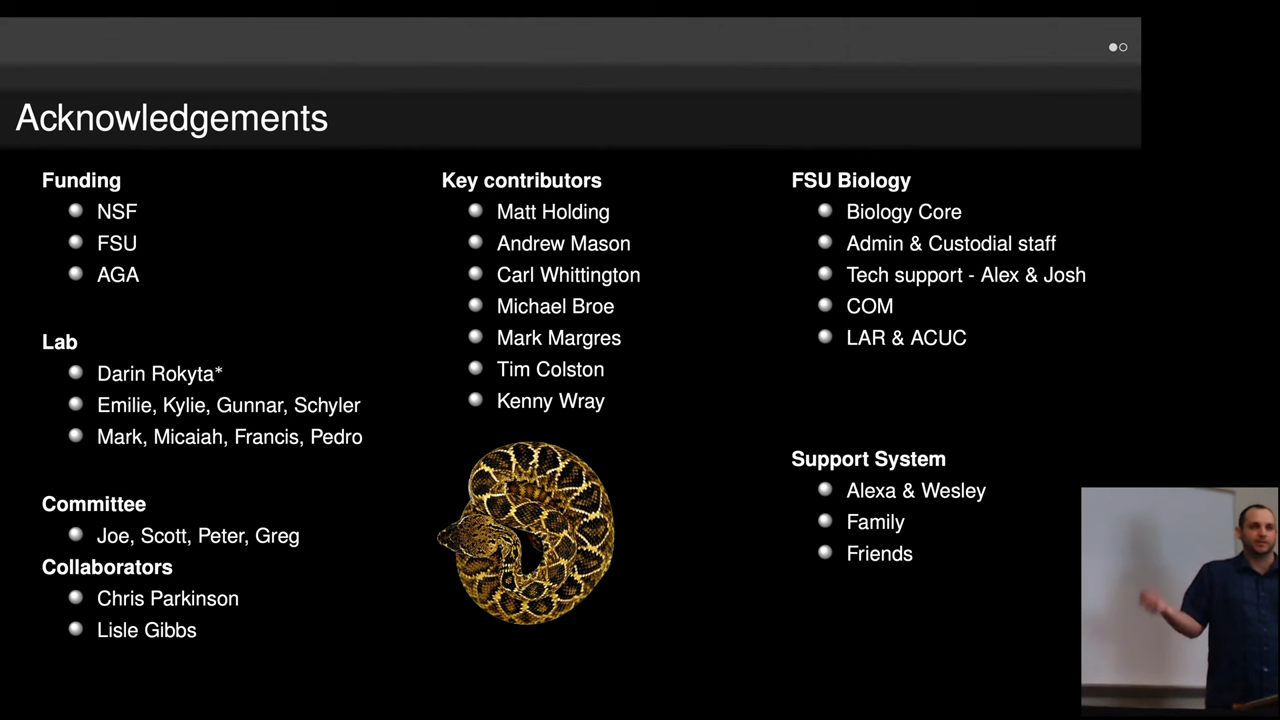 Acknowledgements
Funding
NSF
FSU
AGA
Lab
Darin Rokyta*
Emilie, Kylie, Gunnar, Schyler
Mark, Micaiah, Francis, Pedro
Committee
Joe, Scott, Peter, Greg
Collaborators
Chris Parkinson
Lisle Gibbs
Key contributors
Matt Holding
Andrew Mason
Carl Whittington
Michael Broe
Mark Margres
Tim Colston
Kenny Wray
FSU Biology
Biology Core
Admin & Custodial staff
Tech support - Alex & Josh
COM
LAR & ACUC
Support System
Alexa & Wesley
Family
Friends